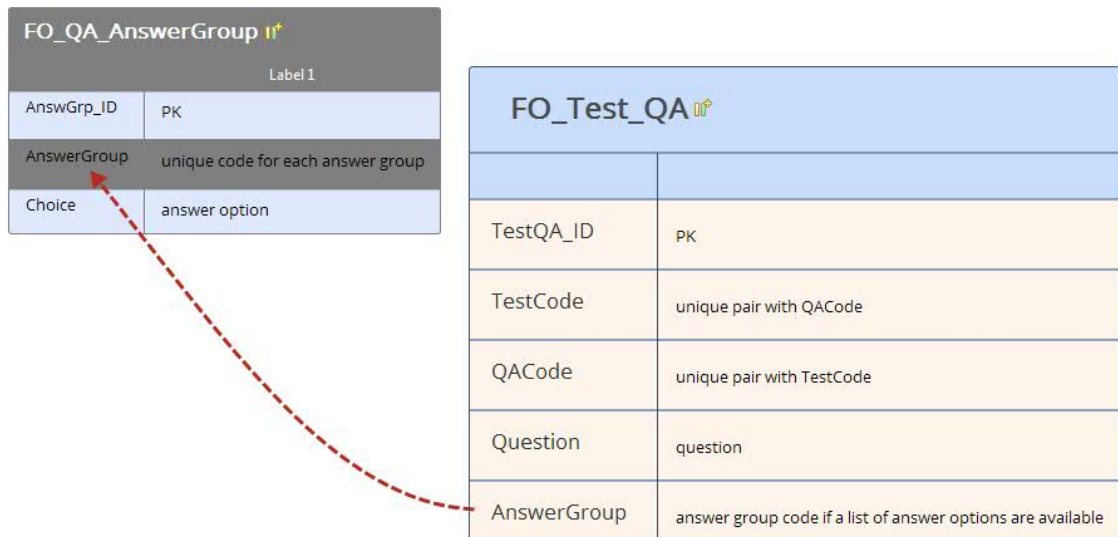 FO_QA_AnswerGroup
Label 1
AnswGrp_ID PK
AnswerGroup unique code for each answer group
Choice answer option
FO_Test_QA
TestQA_ID PK
TestCode unique pair with QACode
QACode unique pair with TestCode
Question question
AnswerGroup answer group code if a list of answer options are available